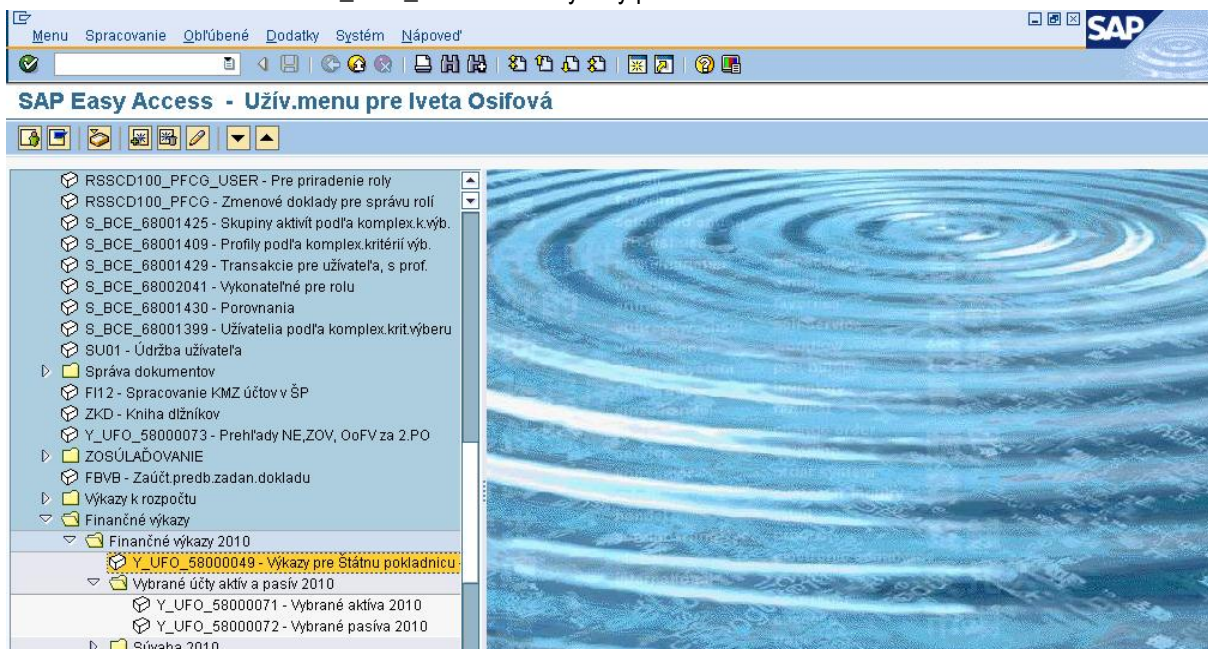 Menu Spracovanie Obľúbené Dodatky Systém Nápoveď
SAP
SAP Easy Access - Užív.menu pre Iveta Osifová
RSSCD100_PFCG_USER - Pre priradenie roly
RSSCD100_PFCG - Zmenové doklady pre správu rolí
S_BCE_68001425 - Skupiny aktivít podľa komplex.k.výb.
S_BCE_68001409 - Profily podľa komplex.kritérií výb.
S_BCE_68001429 - Transakcie pre užívateľa, s prof.
S_BCE_68002041 - Vykonateľné pre rolu
S_BCE_68001430 - Porovnania
S_BCE_68001399 - Užívatelia podľa komplex.krit.výberu
SU01 - Údržba užívateľa
Správa dokumentov
FI12 - Spracovanie KMZ účtov v ŠP
ZKD - Kniha dlžníkov
Y_UFO_58000073 - Prehľady NE,ZOV, OoFV za 2.PO
ZOSÚLAĎOVANIE
FBVB - Zaúčt.predb.zadan.dokladu
Výkazy k rozpočtu
Finančné výkazy
Finančné výkazy 2010
Y_UFO_58000049 - Výkazy pre Štátnu pokladnicu -
Vybrané účty aktív a pasív 2010
Y_UFO_58000071 - Vybrané aktíva 2010
Y_UFO_58000072 - Vybrané pasíva 2010
Súvaha 2010